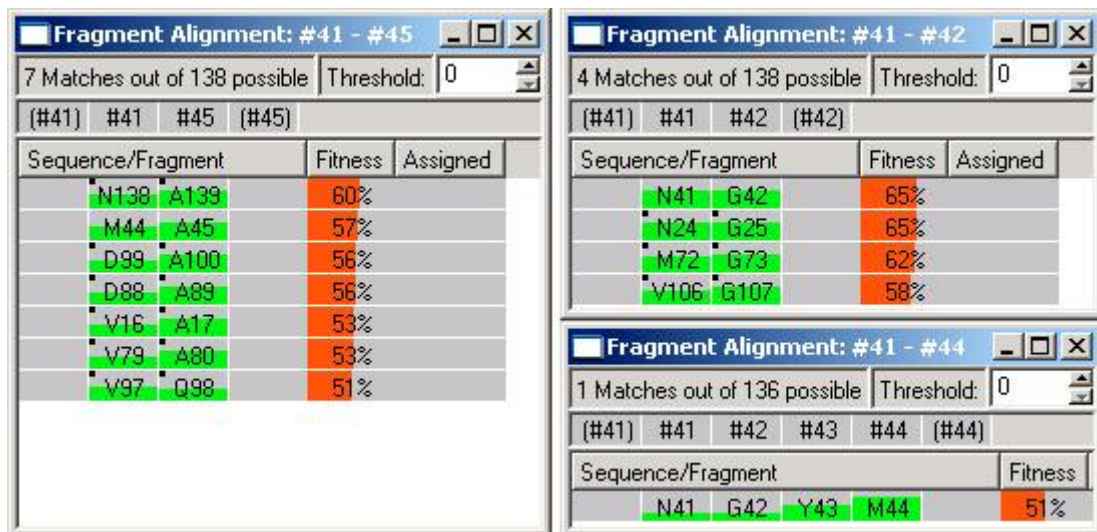 Fragment Alignment: #41 - #45
7 Matches out of 138 possible Threshold: 0
(#41) #41 #45 (#45)
Sequence/Fragment Fitness Assigned
N138 A139 60%
M44 A45 57%
D99 A100 56%
D88 A89 56%
V16 A17 53%
V79 A80 53%
V97 Q98 51%
Fragment Alignment: #41 - #42
4 Matches out of 138 possible Threshold: 0
(#41) #41 #42 (#42)
Sequence/Fragment Fitness Assigned
N41 G42 65%
N24 G25 65%
M72 G73 62%
V106 G107 58%
Fragment Alignment: #41 - #44
1 Matches out of 136 possible Threshold: 0
(#41) #41 #42 #43 #44 (#44)
Sequence/Fragment Fitness
N41 G42 Y43 M44 51%